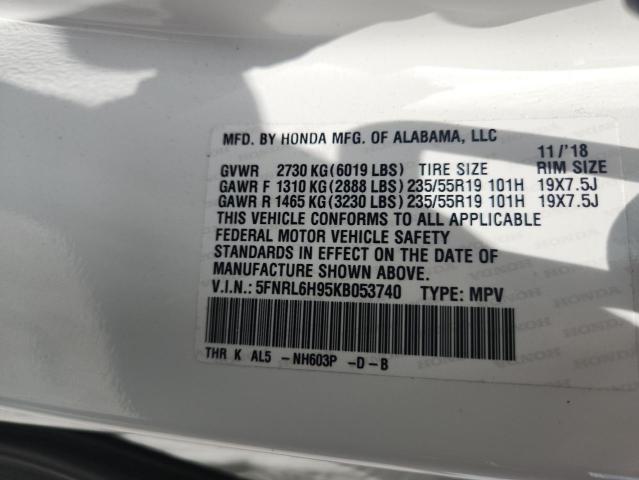 MFD. BY HONDA MFG. OF ALABAMA, LLC
11/'18
GVWR 2730 KG(6019 LBS) TIRE SIZE RIM SIZE
GAWR F 1310 KG(2888 LBS) 235/55R19 101H 19X7.5J
GAWR R 1465 KG(3230 LBS) 235/55R19 101H 19X7.5J
THIS VEHICLE CONFORMS TO ALL APPLICABLE
FEDERAL MOTOR VEHICLE SAFETY
STANDARDS IN EFFECT ON THE DATE OF
MANUFACTURE SHOWN ABOVE.
V.I.N.: 5FNRL6H95KB053740 TYPE: MPV
THR K AL5 -NH603P -D-B